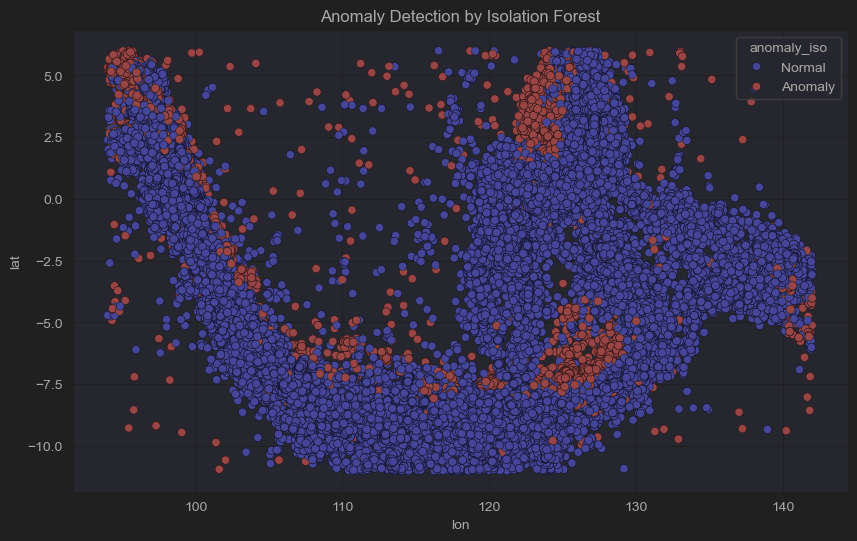 Anomaly Detection by Isolation Forest
anomaly_iso
Normal
Anomaly
5.0
2.5
0.0
−2.5
−5.0
−7.5
−10.0
lat
100
110
120
130
140
lon